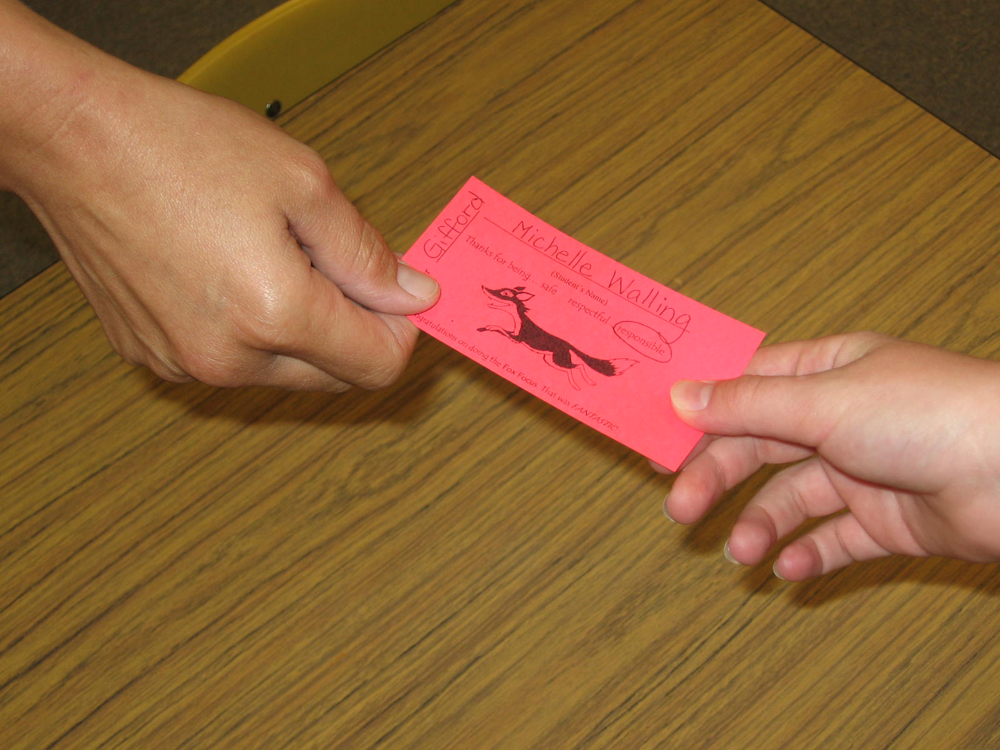 Gifford
Michelle Walling
(Student's Name)
Thanks for being... safe respectful responsible
ngratulations on doing the Fox Focus. That was FANTASTIC